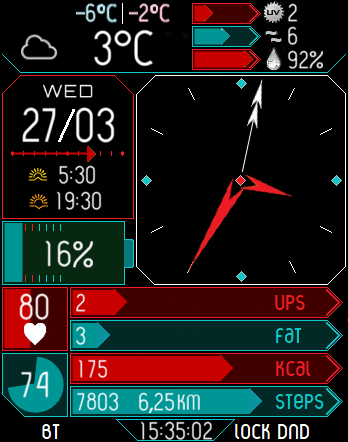 -6°C -2°C
3°C
2
6
92%
WED
27/03
5:30
19:30
16%
80
2 UPS
3 FAT
74
175 KCAL
7803 6,25KM STEPS
BT 15:35:02 LOCK DND